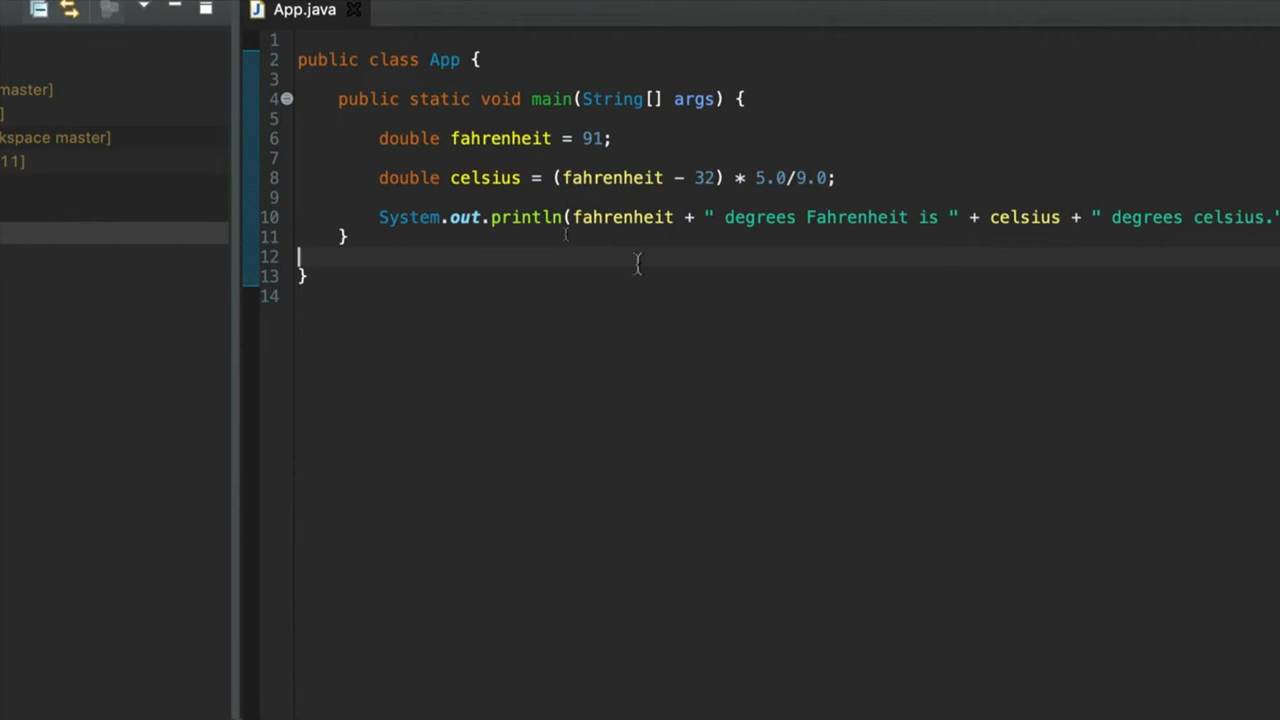 App.java
master]
]
kspace master]
11]
1
2 public class App {
3
4 public static void main(String[] args) {
5
6 double fahrenheit = 91;
7
8 double celsius = (fahrenheit - 32) * 5.0/9.0;
9
10 System.out.println(fahrenheit + " degrees Fahrenheit is " + celsius + " degrees celsius."
11 }
12
13 }
14